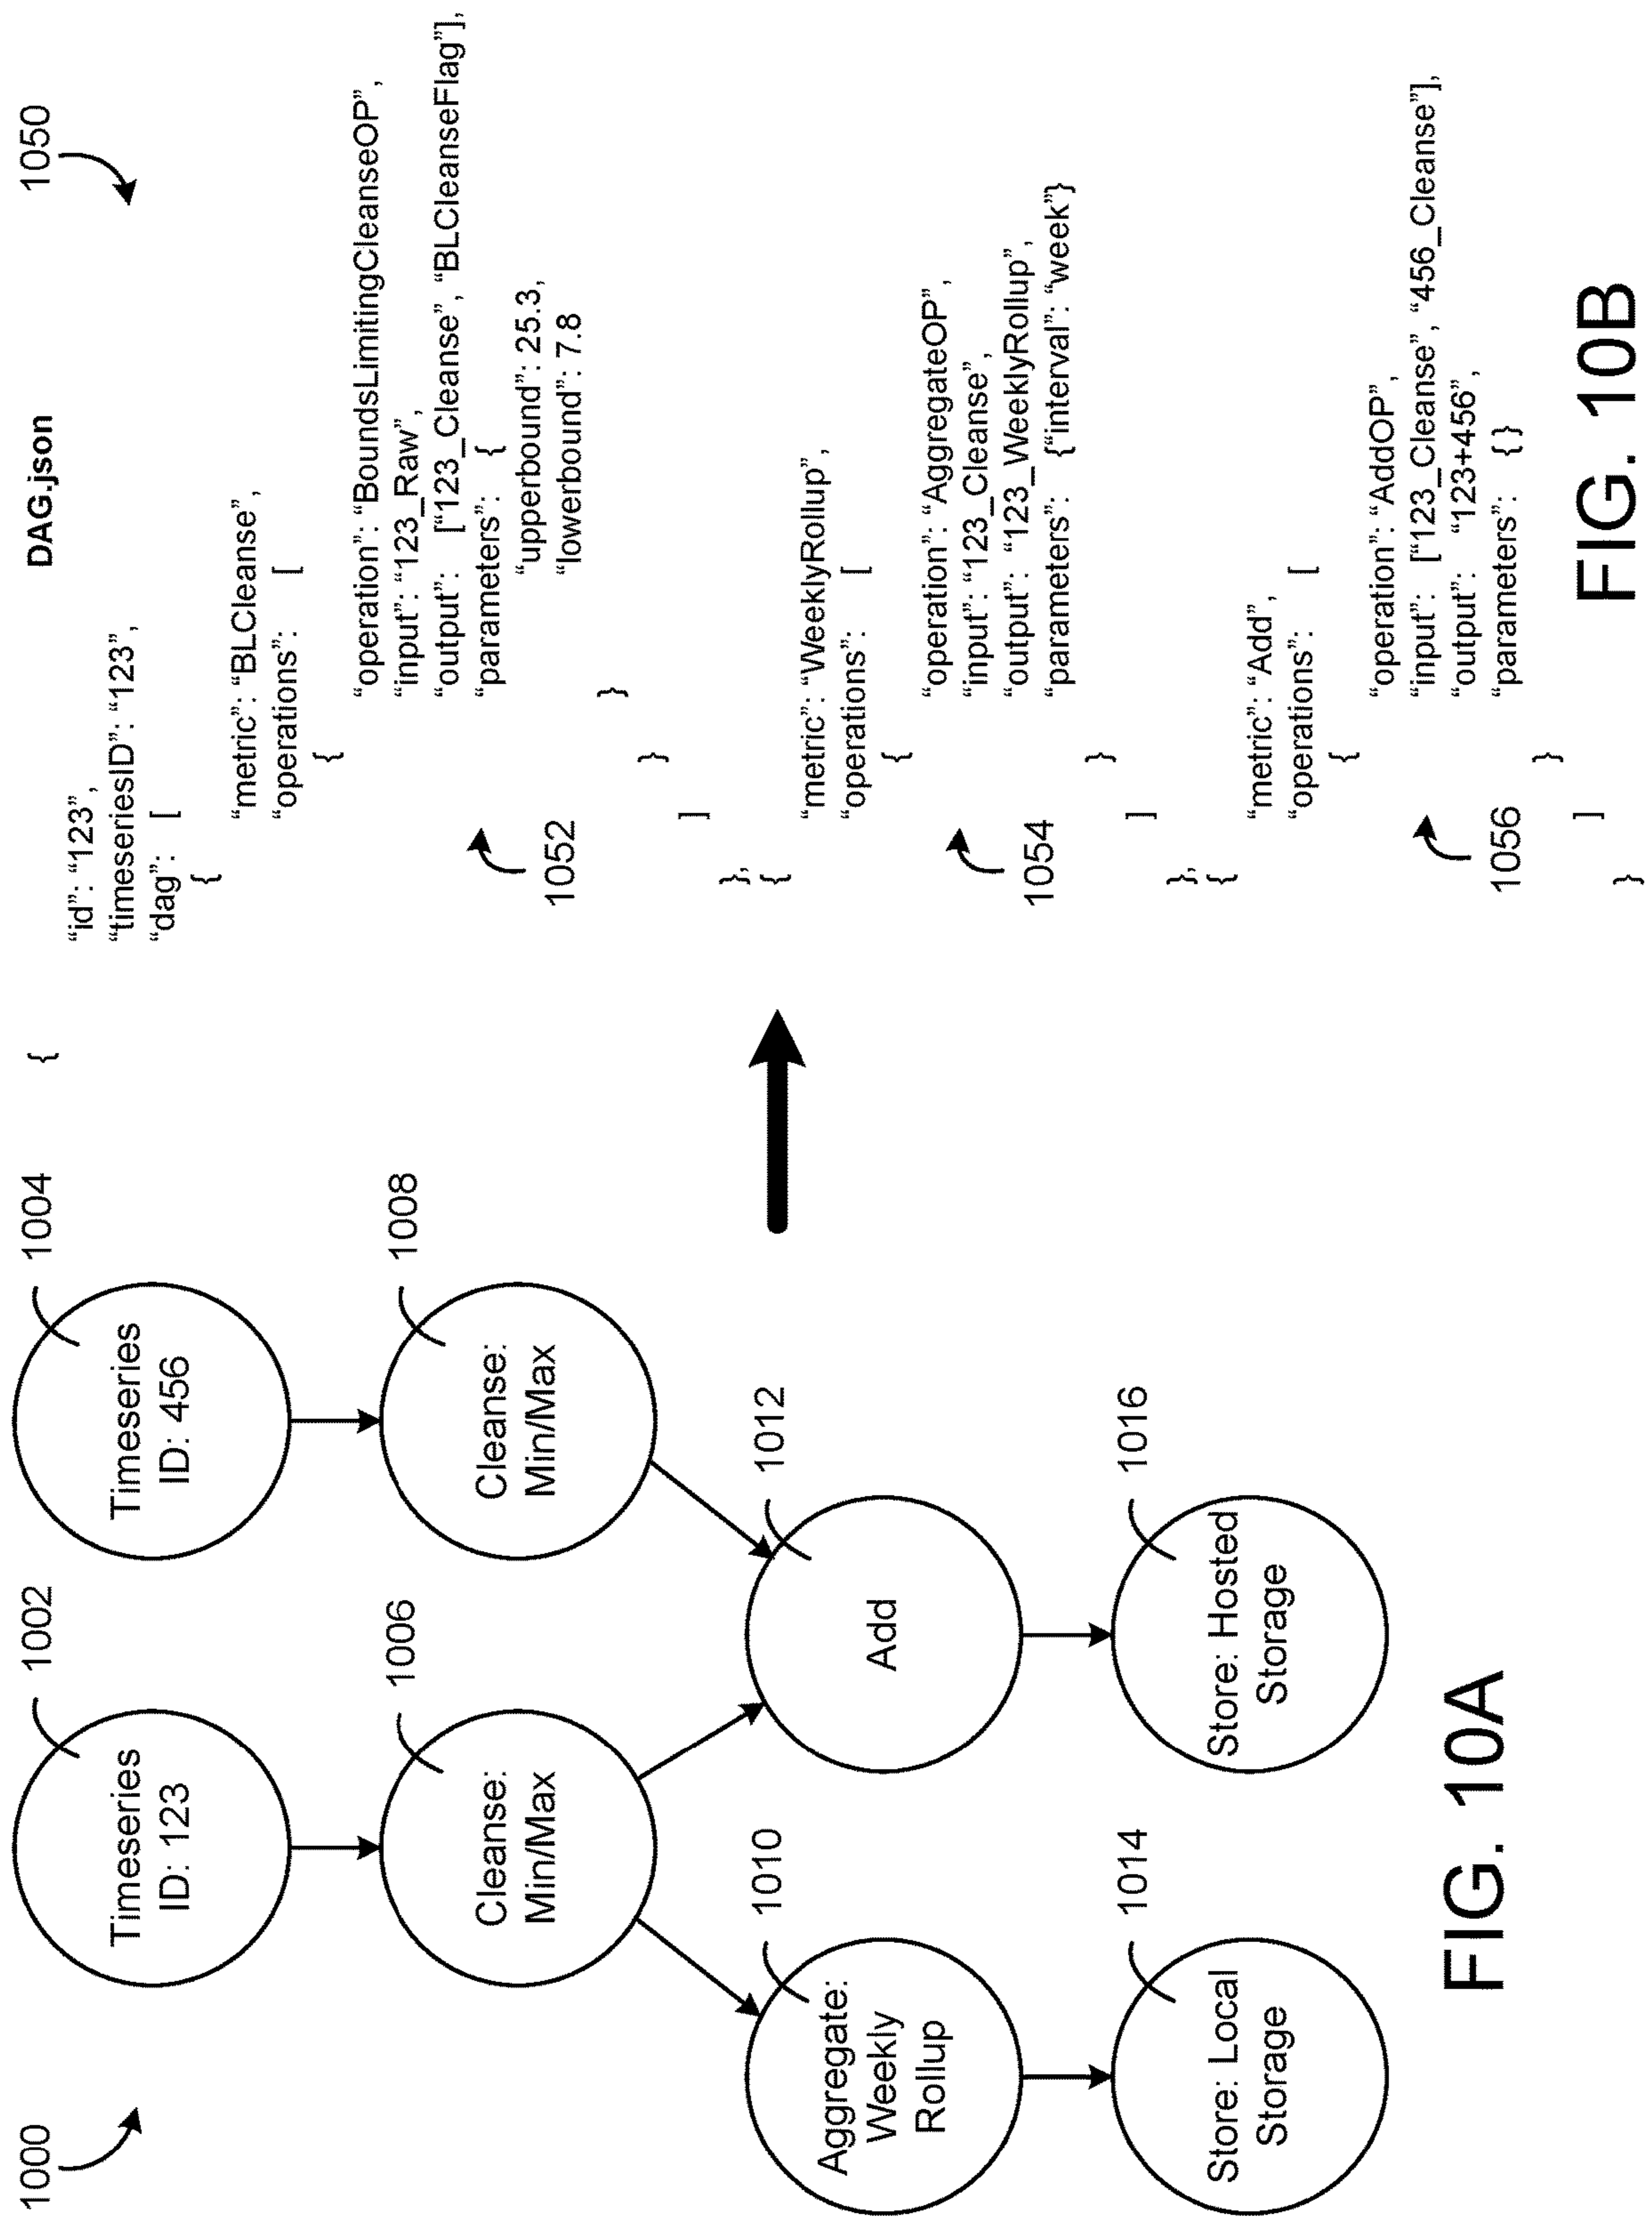 1000
1002
1004
Timeseries
ID: 123
Timeseries
ID: 456
1006
1008
Cleanse:
Min/Max
Cleanse:
Min/Max
1010
1012
Aggregate:
Weekly
Rollup
Add
1014
1016
Store: Local
Storage
Store: Hosted
Storage
FIG. 10A
DAG.json
1050
{
“id”: “123”,
“timeseriesID”: “123”,
“dag”: [
{
“metric”: “BLCleanse”,
“operations”: [
{
“operation”: “BoundsLimitingCleanseOP”,
“input”: “123_Raw”,
“output”: [“123_Cleanse”, “BLCleanseFlag”],
“parameters”: {
“upperbound”: 25.3,
“lowerbound”: 7.8
}
1052
}
]
},
{
“metric”: “WeeklyRollup”,
“operations”: [
{
“operation”: “AggregateOP”,
“input”: “123_Cleanse”,
“output”: “123_WeeklyRollup”,
“parameters”: {“interval”: “week”}
1054
}
]
},
{
“metric”: “Add”,
“operations”: [
{
“operation”: “AddOP”,
“input”: [“123_Cleanse”, “456_Cleanse”],
“output”: “123+456”,
“parameters”: {}
1056
}
]
}
FIG. 10B